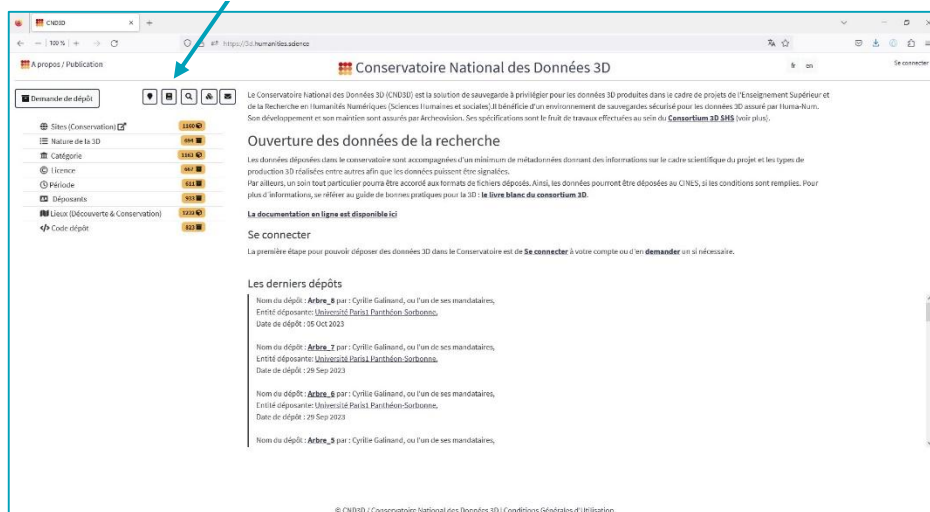 CND3D
100 %
https://3d.humanities.science
A propos / Publication
Conservatoire National des Données 3D
fr en
Se connecter
Demande de dépôt
Sites (Conservation)
Nature de la 3D
Catégorie
Licence
Période
Déposants
Lieux (Découverte & Conservation)
Code dépôt
Le Conservatoire National des Données 3D (CND3D) est la solution de sauvegarde à privilégier pour les données 3D produites dans le cadre de projets de l'Enseignement Supérieur et
de la Recherche en Humanités Numériques (Sciences Humaines et sociales).Il bénéficie d'un environnement de sauvegardes sécurisé pour les données 3D assuré par Huma-Num.
Son développement et son maintien sont assurés par Archeovision. Ses spécifications sont le fruit de travaux effectuées au sein du Consortium 3D SHS (voir plus).
Ouverture des données de la recherche
Les données déposées dans le conservatoire sont accompagnées d'un minimum de métadonnées donnant des informations sur le cadre scientifique du projet et les types de
production 3D réalisées entre autres afin que les données puissent être signalées.
Par ailleurs, un soin tout particulier pourra être accordé aux formats de fichiers déposés. Ainsi, les données pourront être déposées au CINES, si les conditions sont remplies. Pour
plus d'informations, se référer au guide de bonnes pratiques pour la 3D : le livre blanc du consortium 3D.
La documentation en ligne est disponible ici
Se connecter
La première étape pour pouvoir déposer des données 3D dans le Conservatoire est de Se connecter à votre compte ou d'en demander un si nécessaire.
Les derniers dépôts
Nom du dépôt : Arbre_8 par : Cyrille Galinand, ou l'un de ses mandataires,
Entité déposante: Université Paris1 Panthéon-Sorbonne,
Date de dépôt : 05 Oct 2023
Nom du dépôt : Arbre_7 par : Cyrille Galinand, ou l'un de ses mandataires,
Entité déposante: Université Paris1 Panthéon-Sorbonne,
Date de dépôt : 29 Sep 2023
Nom du dépôt : Arbre_6 par : Cyrille Galinand, ou l'un de ses mandataires,
Entité déposante: Université Paris1 Panthéon-Sorbonne,
Date de dépôt : 29 Sep 2023
Nom du dépôt : Arbre_5 par : Cyrille Galinand, ou l'un de ses mandataires,
© CND3D / Conservatoire National des Données 3D | Conditions Générales d'Utilisation